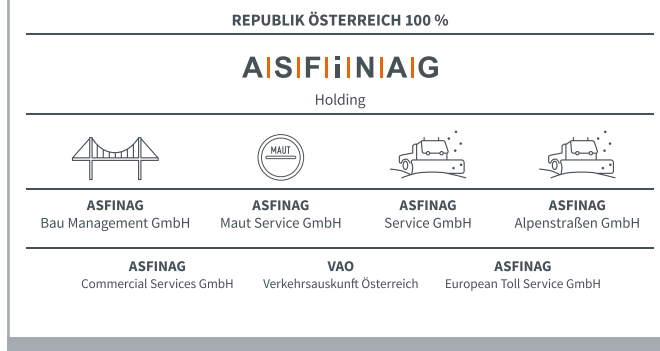 REPUBLIK ÖSTERREICH 100 %
A|S|F|i|N|A|G
Holding
MAUT
ASFINAG ASFINAG ASFINAG ASFINAG
Bau Management GmbH Maut Service GmbH Service GmbH Alpenstraßen GmbH
ASFINAG VAO ASFINAG
Commercial Services GmbH Verkehrsauskunft Österreich European Toll Service GmbH